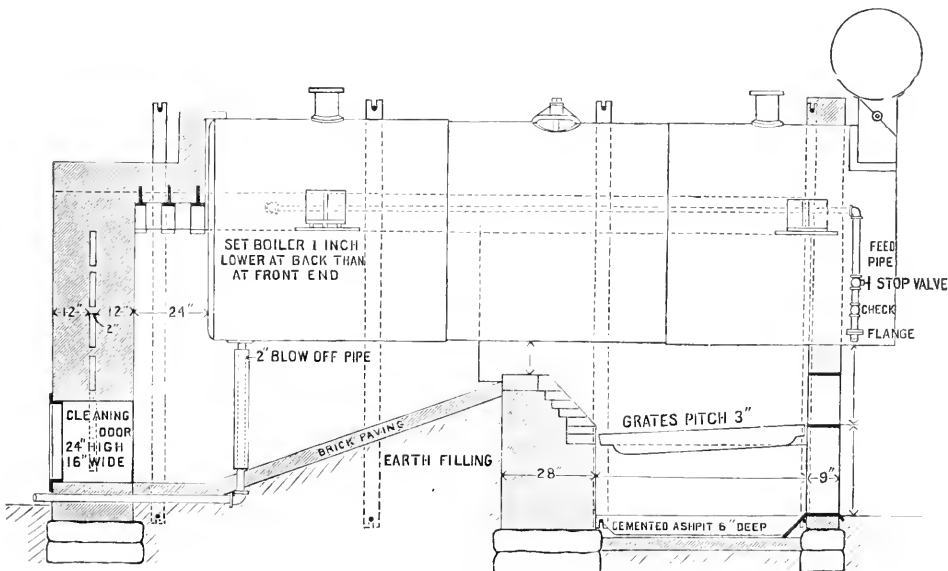 SET BOILER 1 INCH
LOWER AT BACK THAN
AT FRONT END
FEED
PIPE
STOP VALVE
CHECK
FLANGE
12"
12"
24"
2"
2" BLOW OFF PIPE
CLEANING
DOOR
24" HIGH
16" WIDE
BRICK PAVING
EARTH FILLING
GRATES PITCH 3"
28"
9"
CEMENTED ASHPIT 6" DEEP